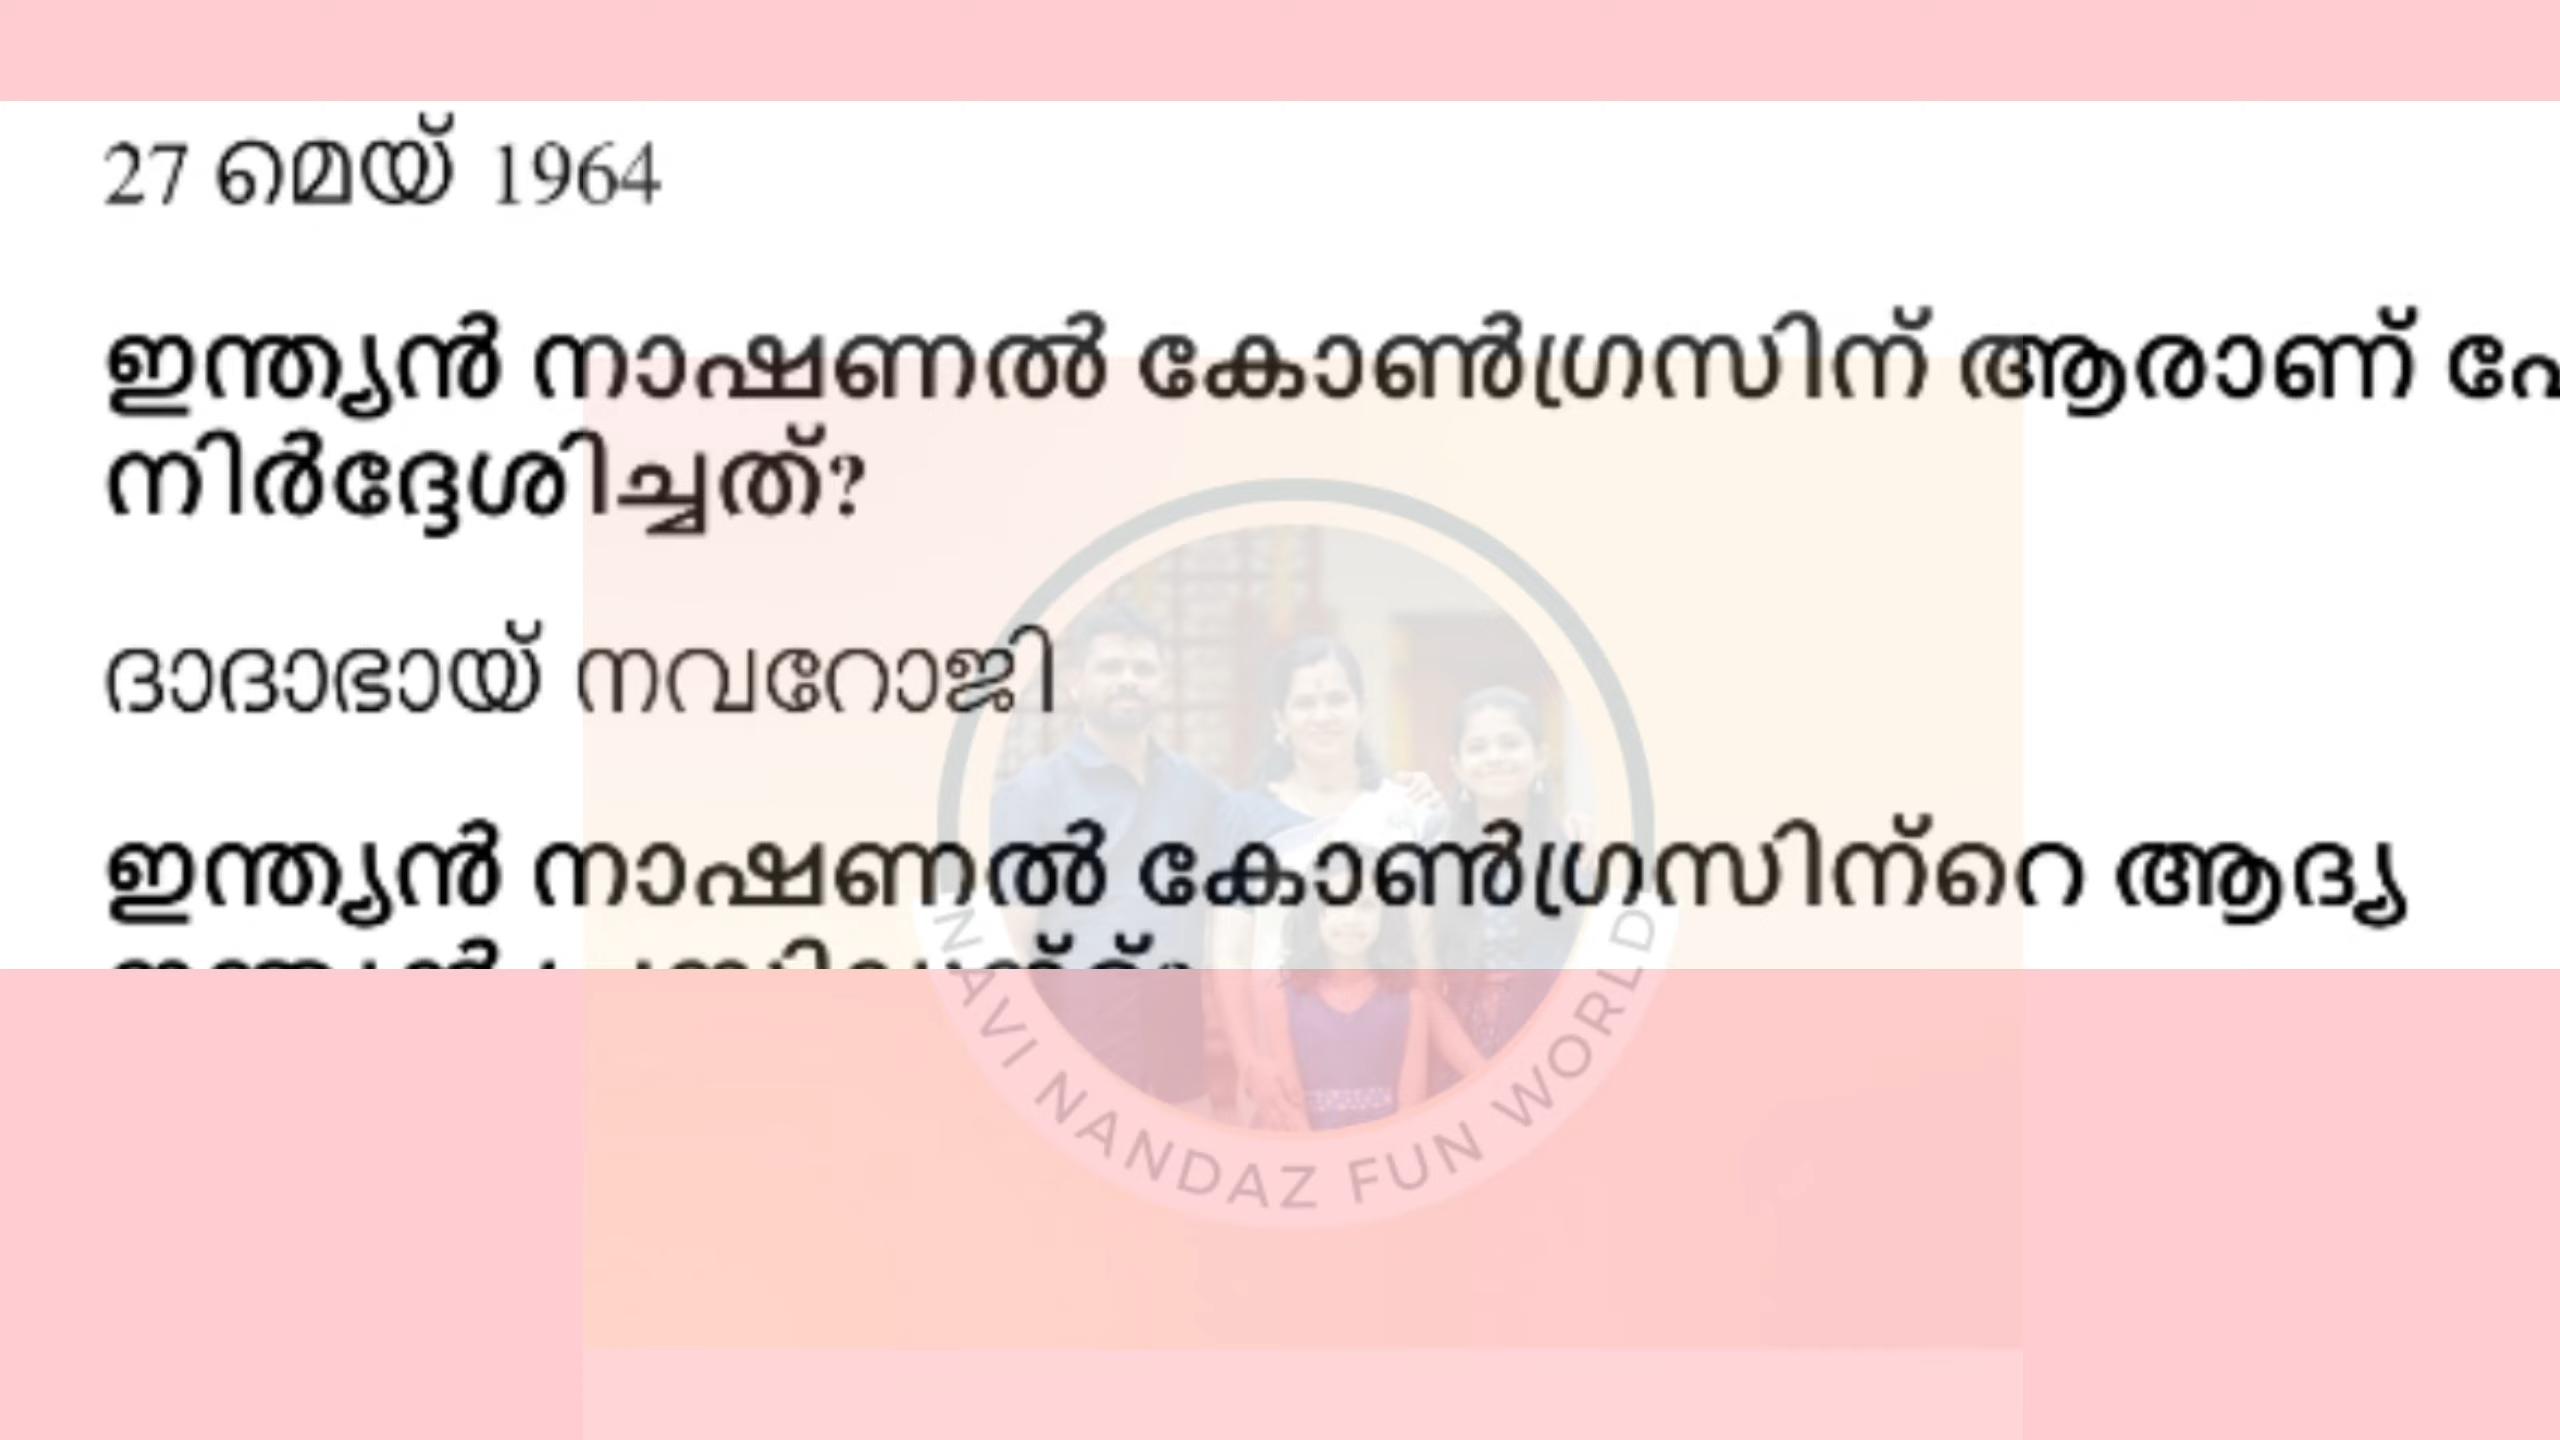 27 മെയ് 1964
ഇന്ത്യൻ നാഷണൽ കോൺഗ്രസിന് ആരാണ്
നിർദ്ദേശിച്ചത്?
ദാദാഭായ് നവറോജി
ഇന്ത്യൻ നാഷണൽ കോൺഗ്രസിന്റെ ആദ്യ
NAVI NANDAZ FUN WORLD